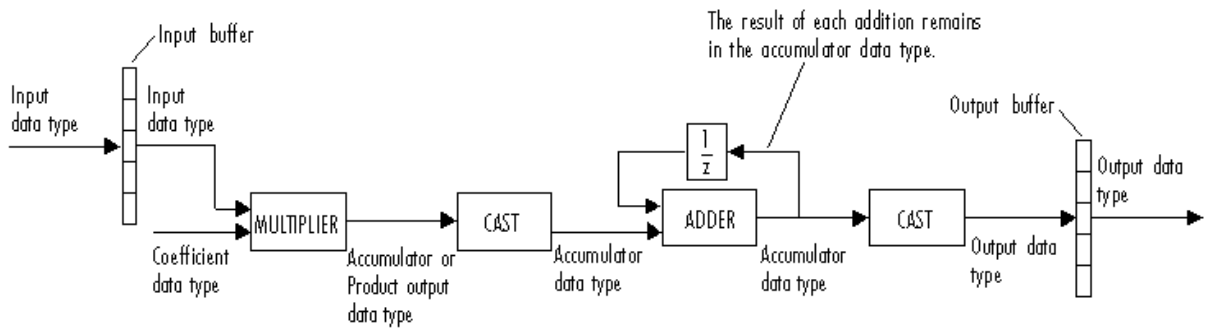 Input buffer
The result of each addition remains
in the accumulator data type.
Input
data type
Input
data type
Output buffer
1
z
Output data
type
MULTIPLIER
CAST
ADDER
CAST
Coefficient
data type
Accumulator or
Product output
data type
Accumulator
data type
Accumulator
data type
Output data
type